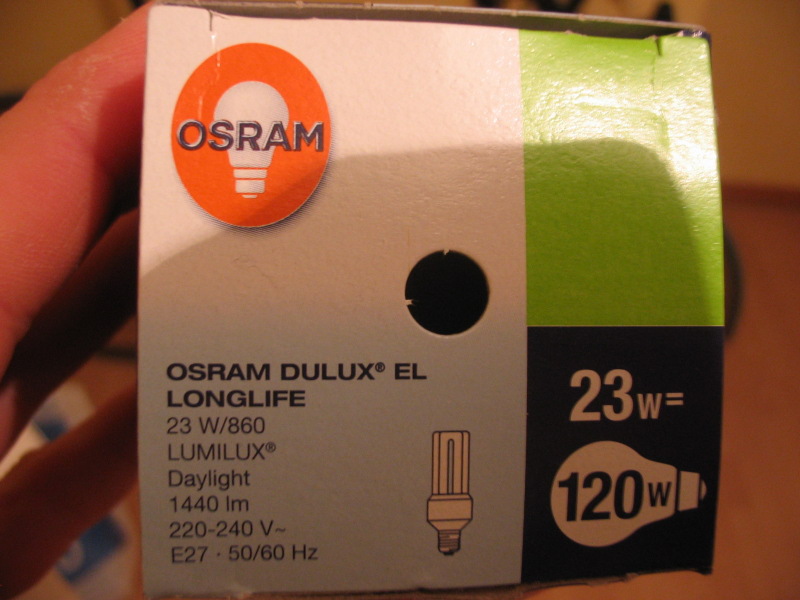 OSRAM
OSRAM DULUX® EL
LONGLIFE
23 W/860
LUMILUX®
Daylight
1440 lm
220-240 V~
E27 · 50/60 Hz
23W=
120W